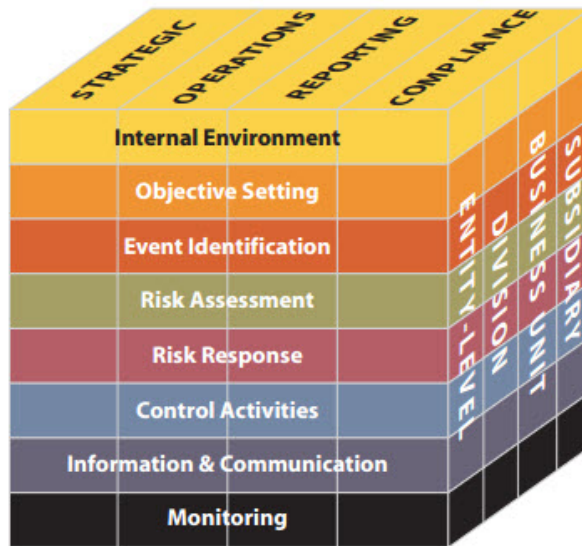 STRATEGIC
OPERATIONS
REPORTING
COMPLIANCE
Internal Environment
Objective Setting
Event Identification
Risk Assessment
Risk Response
Control Activities
Information & Communication
Monitoring
ENTITY-LEVEL
DIVISION
BUSINESS UNIT
SUBSIDIARY